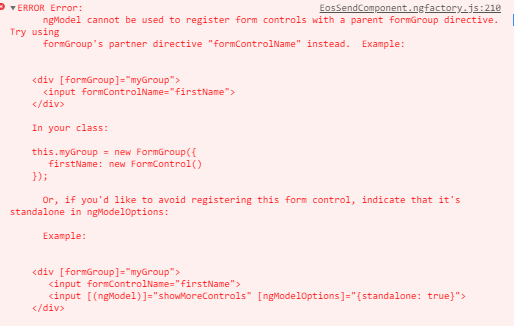 ERROR Error: EosSendComponent.ngfactory.js:210
ngModel cannot be used to register form controls with a parent formGroup directive.
Try using
formGroup's partner directive "formControlName" instead. Example:
<div [formGroup]="myGroup">
<input formControlName="firstName">
</div>
In your class:
this.myGroup = new FormGroup({
firstName: new FormControl()
});
Or, if you'd like to avoid registering this form control, indicate that it's
standalone in ngModelOptions:
Example:
<div [formGroup]="myGroup">
<input formControlName="firstName">
<input [(ngModel)]="showMoreControls" [ngModelOptions]="{standalone: true}">
</div>